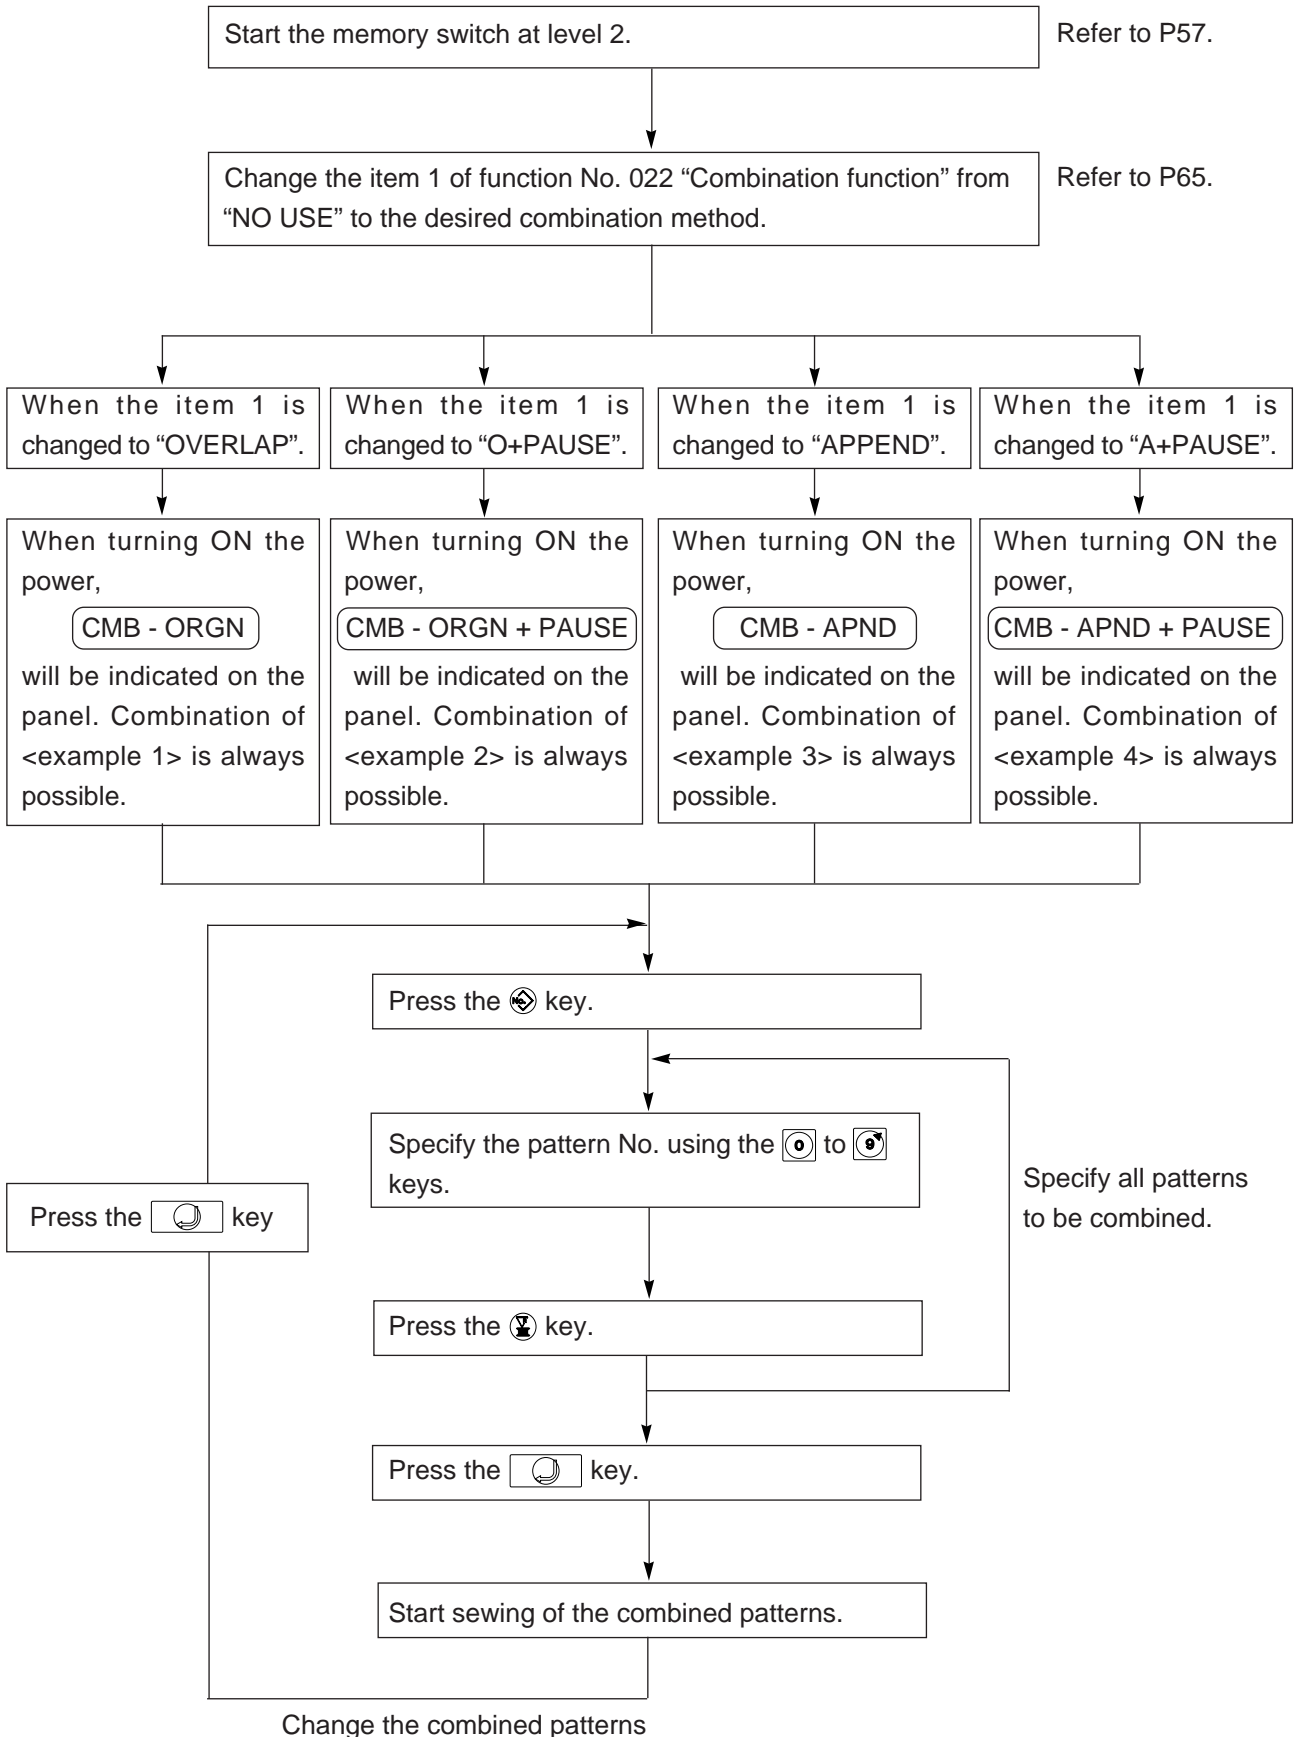 Start the memory switch at level 2.
Refer to P57.
Change the item 1 of function No. 022 “Combination function” from
“NO USE” to the desired combination method.
Refer to P65.
When the item 1 is
changed to “OVERLAP”.
When the item 1 is
changed to “O+PAUSE”.
When the item 1 is
changed to “APPEND”.
When the item 1 is
changed to “A+PAUSE”.
When turning ON the
power,
CMB - ORGN
will be indicated on the
panel. Combination of
<example 1> is always
possible.
When turning ON the
power,
CMB - ORGN + PAUSE
will be indicated on the
panel. Combination of
<example 2> is always
possible.
When turning ON the
power,
CMB - APND
will be indicated on the
panel. Combination of
<example 3> is always
possible.
When turning ON the
power,
CMB - APND + PAUSE
will be indicated on the
panel. Combination of
<example 4> is always
possible.
Press the No. key.
Specify the pattern No. using the 0 to 9
keys.
Specify all patterns
to be combined.
Press the key
Press the key.
Press the key.
Start sewing of the combined patterns.
Change the combined patterns